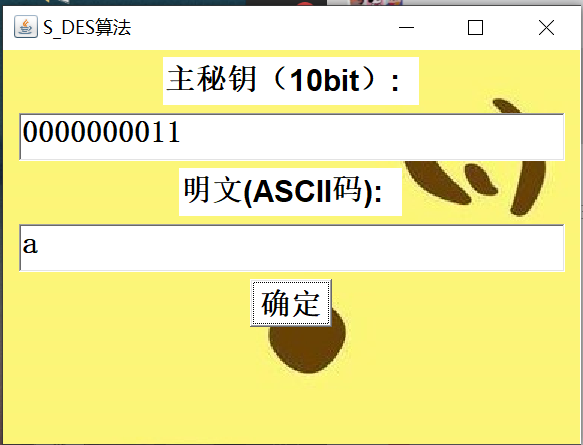 S_DES算法
主秘钥（10bit）:
0000000011
明文(ASCII码):
a
确定